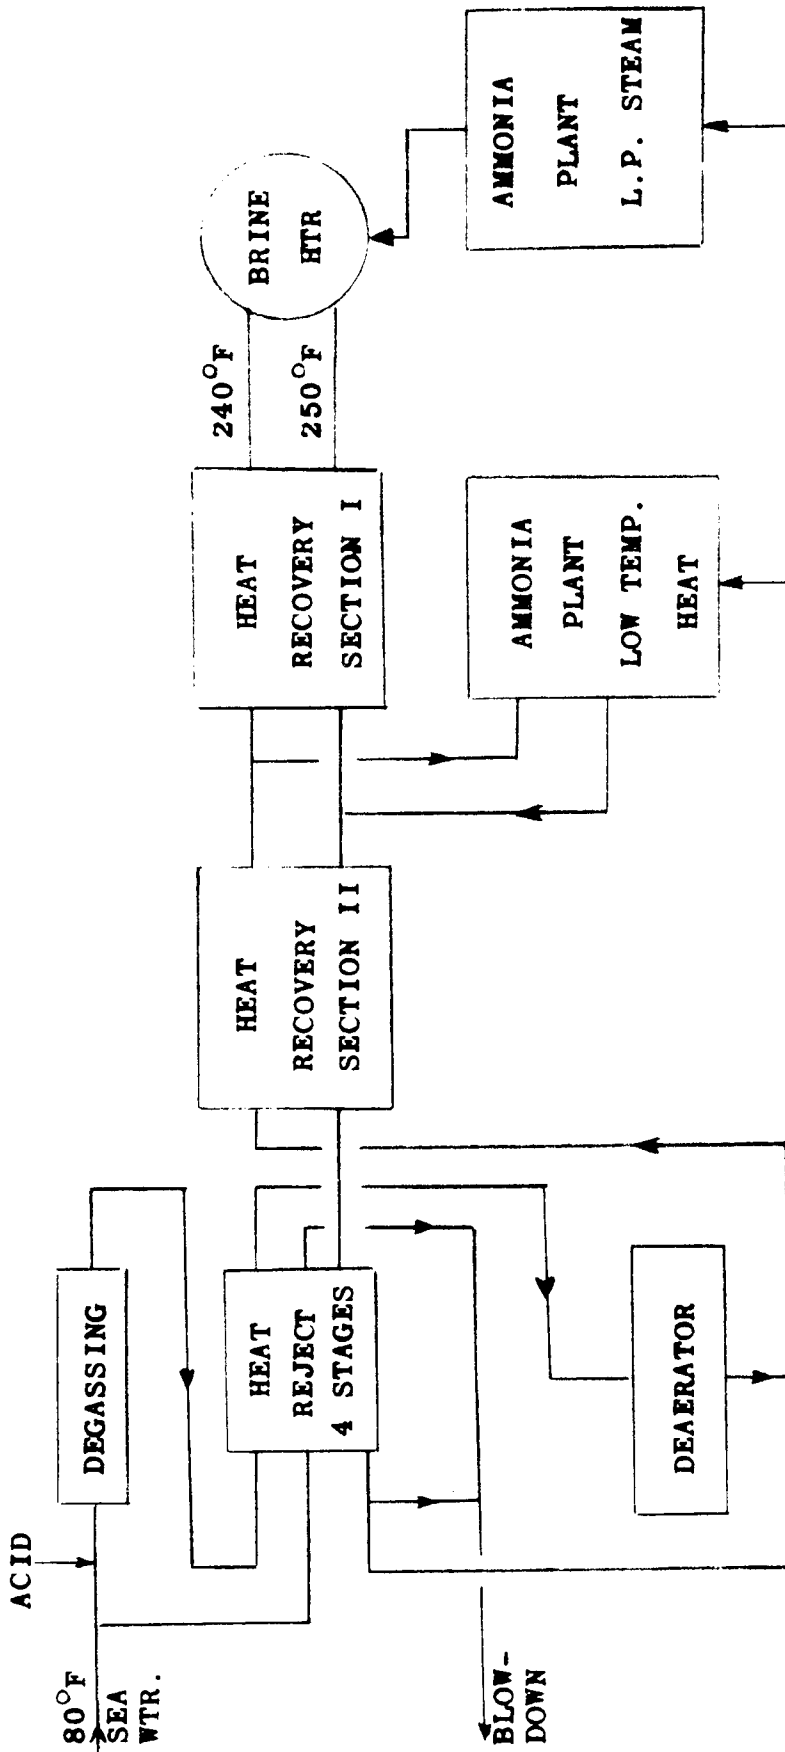 80°F
SEA
WTR.
ACID
DEGASSING
HEAT
REJECT
4 STAGES
BLOW-
DOWN
DEAERATOR
HEAT
RECOVERY
SECTION II
HEAT
RECOVERY
SECTION I
240°F
250°F
BRINE
HTR
AMMONIA
PLANT
LOW TEMP.
HEAT
AMMONIA
PLANT
L.P. STEAM